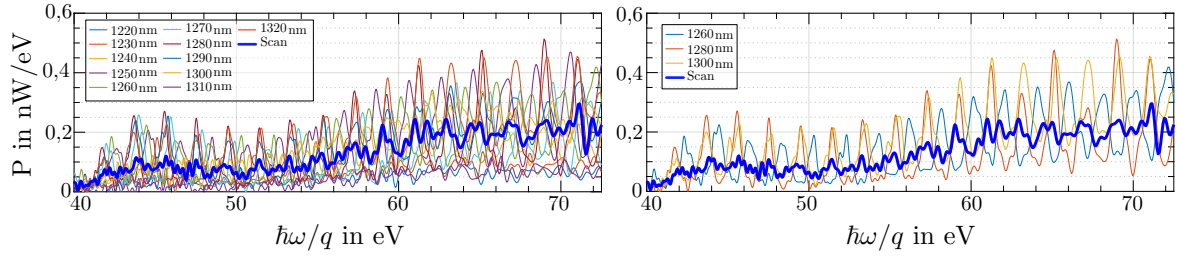 P in nW/eV
0,6
0,4
0,2
0
1220nm 1270nm 1320nm
1230nm 1280nm Scan
1240nm 1290nm
1250nm 1300nm
1260nm 1310nm
40 50 60 70
ℏω/q in eV
0,6
0,4
0,2
0
1260nm
1280nm
1300nm
Scan
40 50 60 70
ℏω/q in eV